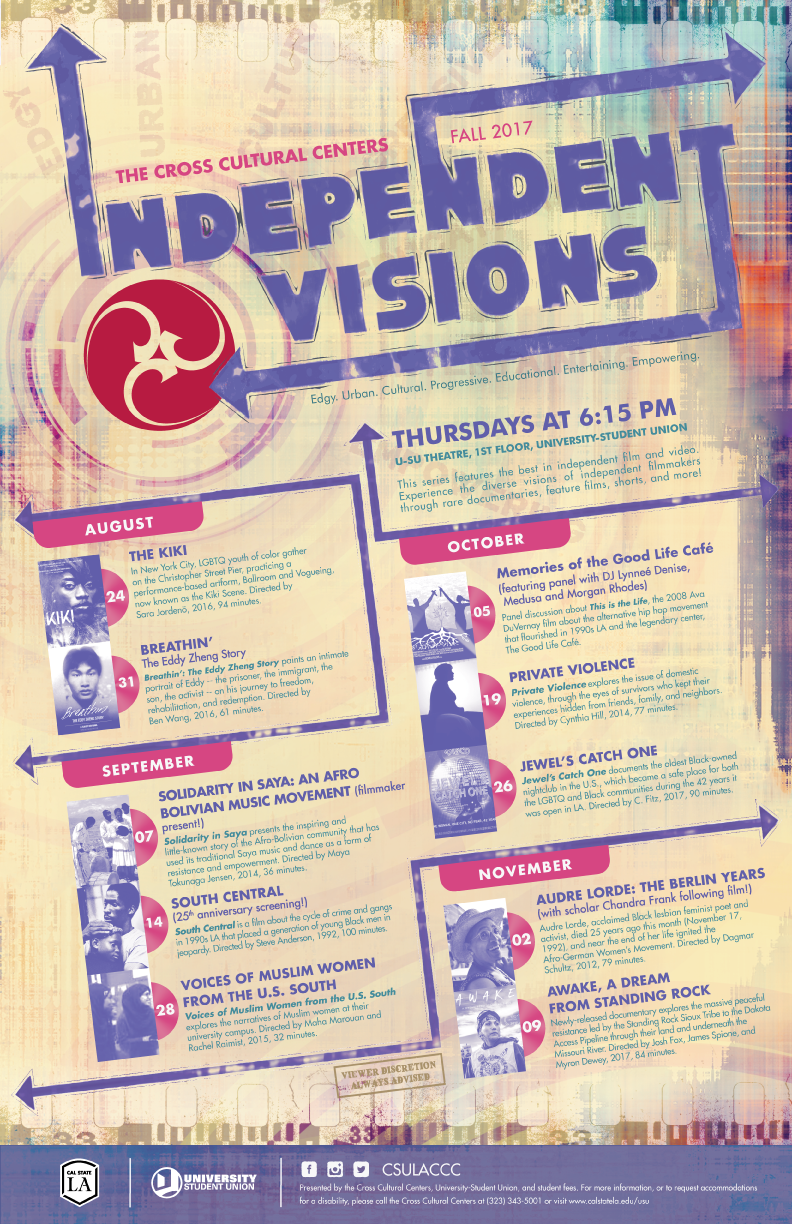 EDGY
URBAN
CULTUR
THE CROSS CULTURAL CENTERS
FALL 2017
INDEPENDENT
VISIONS
Edgy. Urban. Cultural. Progressive. Educational. Entertaining. Empowering.
THURSDAYS AT 6:15 PM
U-SU THEATRE, 1ST FLOOR, UNIVERSITY-STUDENT UNION
This series features the best in independent film and video.
Experience the diverse visions of independent filmmakers
through rare documentaries, feature films, shorts, and more!
AUGUST
KIKI
24
THE KIKI
In New York City, LGBTQ youth of color gather
on the Christopher Street Pier, practicing a
performance-based artform, Ballroom and Vogueing,
now known as the Kiki Scene. Directed by
Sara Jordenö, 2016, 94 minutes.
Breathin'
31
BREATHIN'
The Eddy Zheng Story
Breathin': The Eddy Zheng Story paints an intimate
portrait of Eddy -- the prisoner, the immigrant, the
son, the activist -- on his journey to freedom,
rehabilitation, and redemption. Directed by
Ben Wang, 2016, 61 minutes.
SEPTEMBER
07
SOLIDARITY IN SAYA: AN AFRO
BOLIVIAN MUSIC MOVEMENT (filmmaker
present!)
Solidarity in Saya presents the inspiring and
little-known story of the Afro-Bolivian community that has
used its traditional Saya music and dance as a form of
resistance and empowerment. Directed by Maya
Tokunaga Jensen, 2014, 36 minutes.
14
SOUTH CENTRAL
(25th anniversary screening!)
South Central is a film about the cycle of crime and gangs
in 1990s LA that placed a generation of young Black men in
jeopardy. Directed by Steve Anderson, 1992, 100 minutes.
28
VOICES OF MUSLIM WOMEN
FROM THE U.S. SOUTH
Voices of Muslim Women from the U.S. South
explores the narratives of Muslim women at their
university campus. Directed by Maha Marouan and
Rachel Raimist, 2015, 32 minutes.
OCTOBER
05
Memories of the Good Life Café
(featuring panel with DJ Lynneé Denise,
Medusa and Morgan Rhodes)
Panel discussion about This is the Life, the 2008 Ava
DuVernay film about the alternative hip hop movement
that flourished in 1990s LA and the legendary center,
The Good Life Café.
19
PRIVATE VIOLENCE
Private Violence explores the issue of domestic
violence, through the eyes of survivors who kept their
experiences hidden from friends, family, and neighbors.
Directed by Cynthia Hill, 2014, 77 minutes.
JEWEL'S
CATCH ONE
26
JEWEL'S CATCH ONE
Jewel's Catch One documents the oldest Black-owned
nightclub in the U.S., which became a safe place for both
the LGBTQ and Black communities during the 42 years it
was open in LA. Directed by C. Fitz, 2017, 90 minutes.
NOVEMBER
02
AUDRE LORDE: THE BERLIN YEARS
(with scholar Chandra Frank following film!)
Audre Lorde, acclaimed Black lesbian feminist poet and
activist, died 25 years ago this month (November 17,
1992), and near the end of her life ignited the
Afro-German Women's Movement. Directed by Dagmar
Schultz, 2012, 79 minutes.
AWAKE
09
AWAKE, A DREAM
FROM STANDING ROCK
Newly-released documentary explores the massive peaceful
resistance led by the Standing Rock Sioux Tribe to the Dakota
Access Pipeline through their land and underneath the
Missouri River. Directed by Josh Fox, James Spione, and
Myron Dewey, 2017, 84 minutes.
VIEWER DISCRETION
ALWAYS ADVISED
33
33
33
CAL STATE
LA
UNIVERSITY
STUDENT UNION
CSULACCC
Presented by the Cross Cultural Centers, University-Student Union, and student fees. For more information, or to request accommodations
for a disability, please call the Cross Cultural Centers at (323) 343-5001 or visit www.calstatela.edu/usu